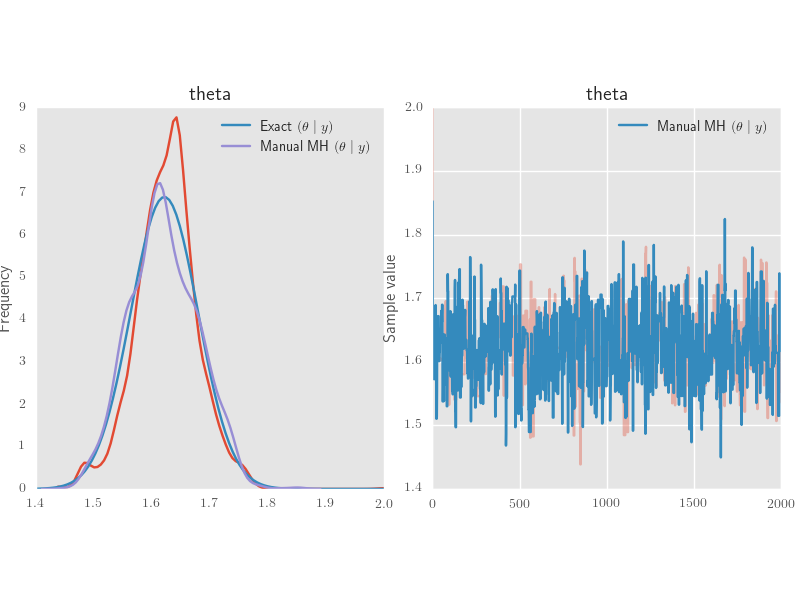 theta
9
8
7
6
5
4
3
2
1
0
Frequency
Exact (θ | y)
Manual MH (θ | y)
1.4 1.5 1.6 1.7 1.8 1.9 2.0
theta
2.0
1.9
1.8
1.7
1.6
1.5
1.4
Sample value
Manual MH (θ | y)
0 500 1000 1500 2000